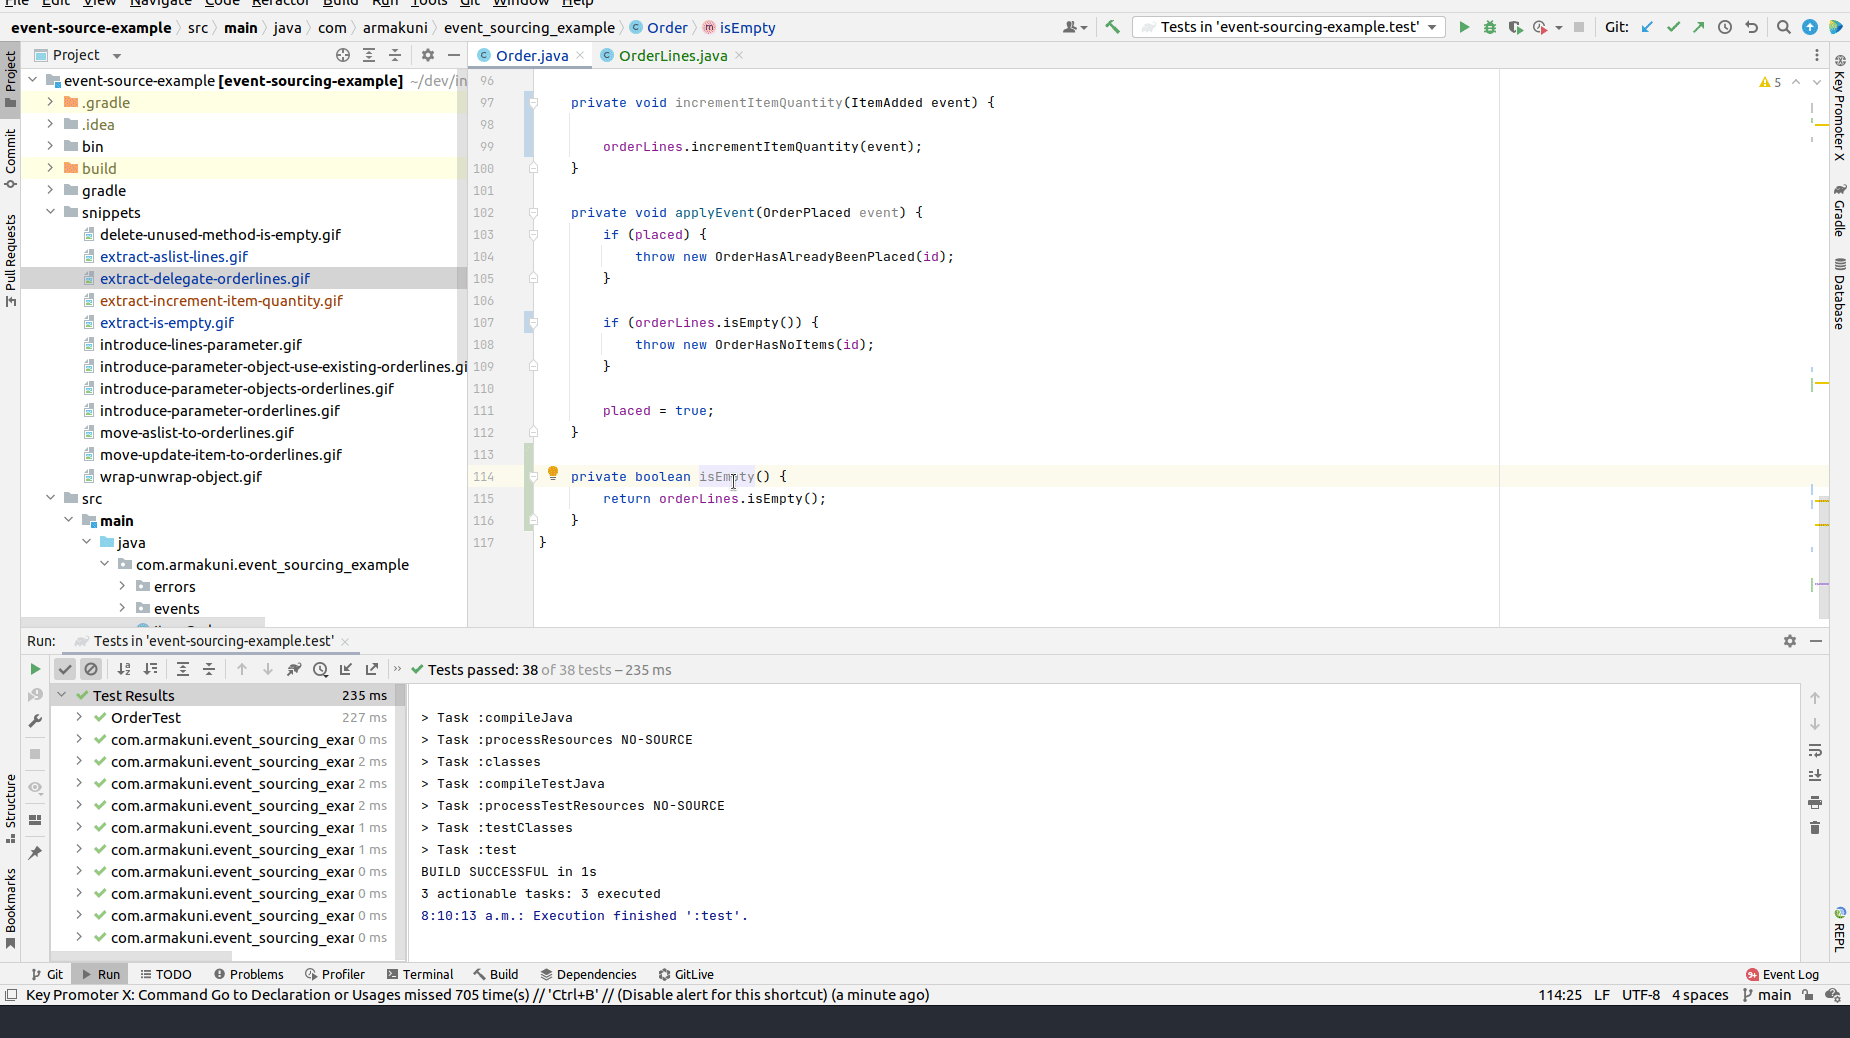 File Edit View Navigate Code Refactor Build Run Tools Git Window Help
event-source-example src main java com armakuni event_sourcing_example Order isEmpty
Tests in 'event-sourcing-example.test'
Git:
Project
Order.java
OrderLines.java
event-source-example [event-sourcing-example] ~/dev/in
.gradle
.idea
bin
build
gradle
snippets
delete-unused-method-is-empty.gif
extract-aslist-lines.gif
extract-delegate-orderlines.gif
extract-increment-item-quantity.gif
extract-is-empty.gif
introduce-lines-parameter.gif
introduce-parameter-object-use-existing-orderlines.gi
introduce-parameter-objects-orderlines.gif
introduce-parameter-orderlines.gif
move-aslist-to-orderlines.gif
move-update-item-to-orderlines.gif
wrap-unwrap-object.gif
src
main
java
com.armakuni.event_sourcing_example
errors
events
96
97 private void incrementItemQuantity(ItemAdded event) {
98
99 orderLines.incrementItemQuantity(event);
100 }
101
102 private void applyEvent(OrderPlaced event) {
103 if (placed) {
104 throw new OrderHasAlreadyBeenPlaced(id);
105 }
106
107 if (orderLines.isEmpty()) {
108 throw new OrderHasNoItems(id);
109 }
110
111 placed = true;
112 }
113
114 private boolean isEmpty() {
115 return orderLines.isEmpty();
116 }
117 }
5
Project
Commit
Pull Requests
Structure
Bookmarks
Key Promoter X
Gradle
Database
REPL
Run: Tests in 'event-sourcing-example.test'
Tests passed: 38 of 38 tests – 235 ms
Test Results 235 ms
OrderTest 227 ms
com.armakuni.event_sourcing_exar 0 ms
com.armakuni.event_sourcing_exar 2 ms
com.armakuni.event_sourcing_exar 2 ms
com.armakuni.event_sourcing_exar 2 ms
com.armakuni.event_sourcing_exar 1 ms
com.armakuni.event_sourcing_exar 1 ms
com.armakuni.event_sourcing_exar 0 ms
com.armakuni.event_sourcing_exar 0 ms
com.armakuni.event_sourcing_exar 0 ms
com.armakuni.event_sourcing_exar 0 ms
> Task :compileJava
> Task :processResources NO-SOURCE
> Task :classes
> Task :compileTestJava
> Task :processTestResources NO-SOURCE
> Task :testClasses
> Task :test
BUILD SUCCESSFUL in 1s
3 actionable tasks: 3 executed
8:10:13 a.m.: Execution finished ':test'.
Git Run TODO Problems Profiler Terminal Build Dependencies GitLive
9+ Event Log
Key Promoter X: Command Go to Declaration or Usages missed 705 time(s) // 'Ctrl+B' // (Disable alert for this shortcut) (a minute ago)
114:25 LF UTF-8 4 spaces main